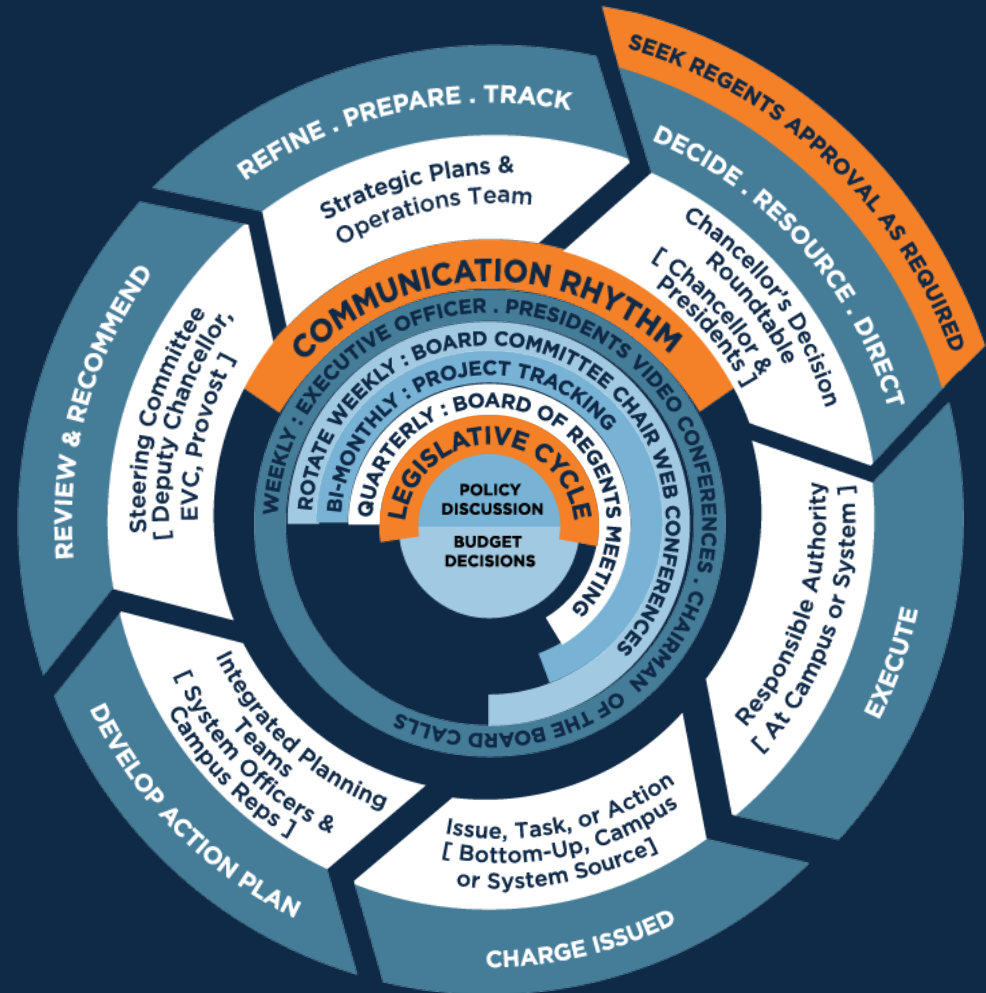 SEEK REGENTS APPROVAL AS REQUIRED
DECIDE . RESOURCE . DIRECT
Chancellor's Decision
Roundtable
[ Chancellor &
Presidents ]
EXECUTE
Responsible Authority
[ At Campus or System ]
CHARGE ISSUED
Issue, Task, or Action
[ Bottom-Up, Campus
or System Source]
DEVELOP ACTION PLAN
Integrated Planning
Teams
[ System Officers &
Campus Reps ]
REVIEW & RECOMMEND
Steering Committee
[ Deputy Chancellor,
EVC, Provost ]
REFINE . PREPARE . TRACK
Strategic Plans &
Operations Team
COMMUNICATION RHYTHM
WEEKLY : EXECUTIVE OFFICER . PRESIDENTS VIDEO CONFERENCES . CHAIRMAN OF THE BOARD CALLS
ROTATE WEEKLY : BOARD COMMITTEE CHAIR WEB CONFERENCES
BI-MONTHLY : PROJECT TRACKING
QUARTERLY : BOARD OF REGENTS MEETING
LEGISLATIVE CYCLE
POLICY
DISCUSSION
BUDGET
DECISIONS